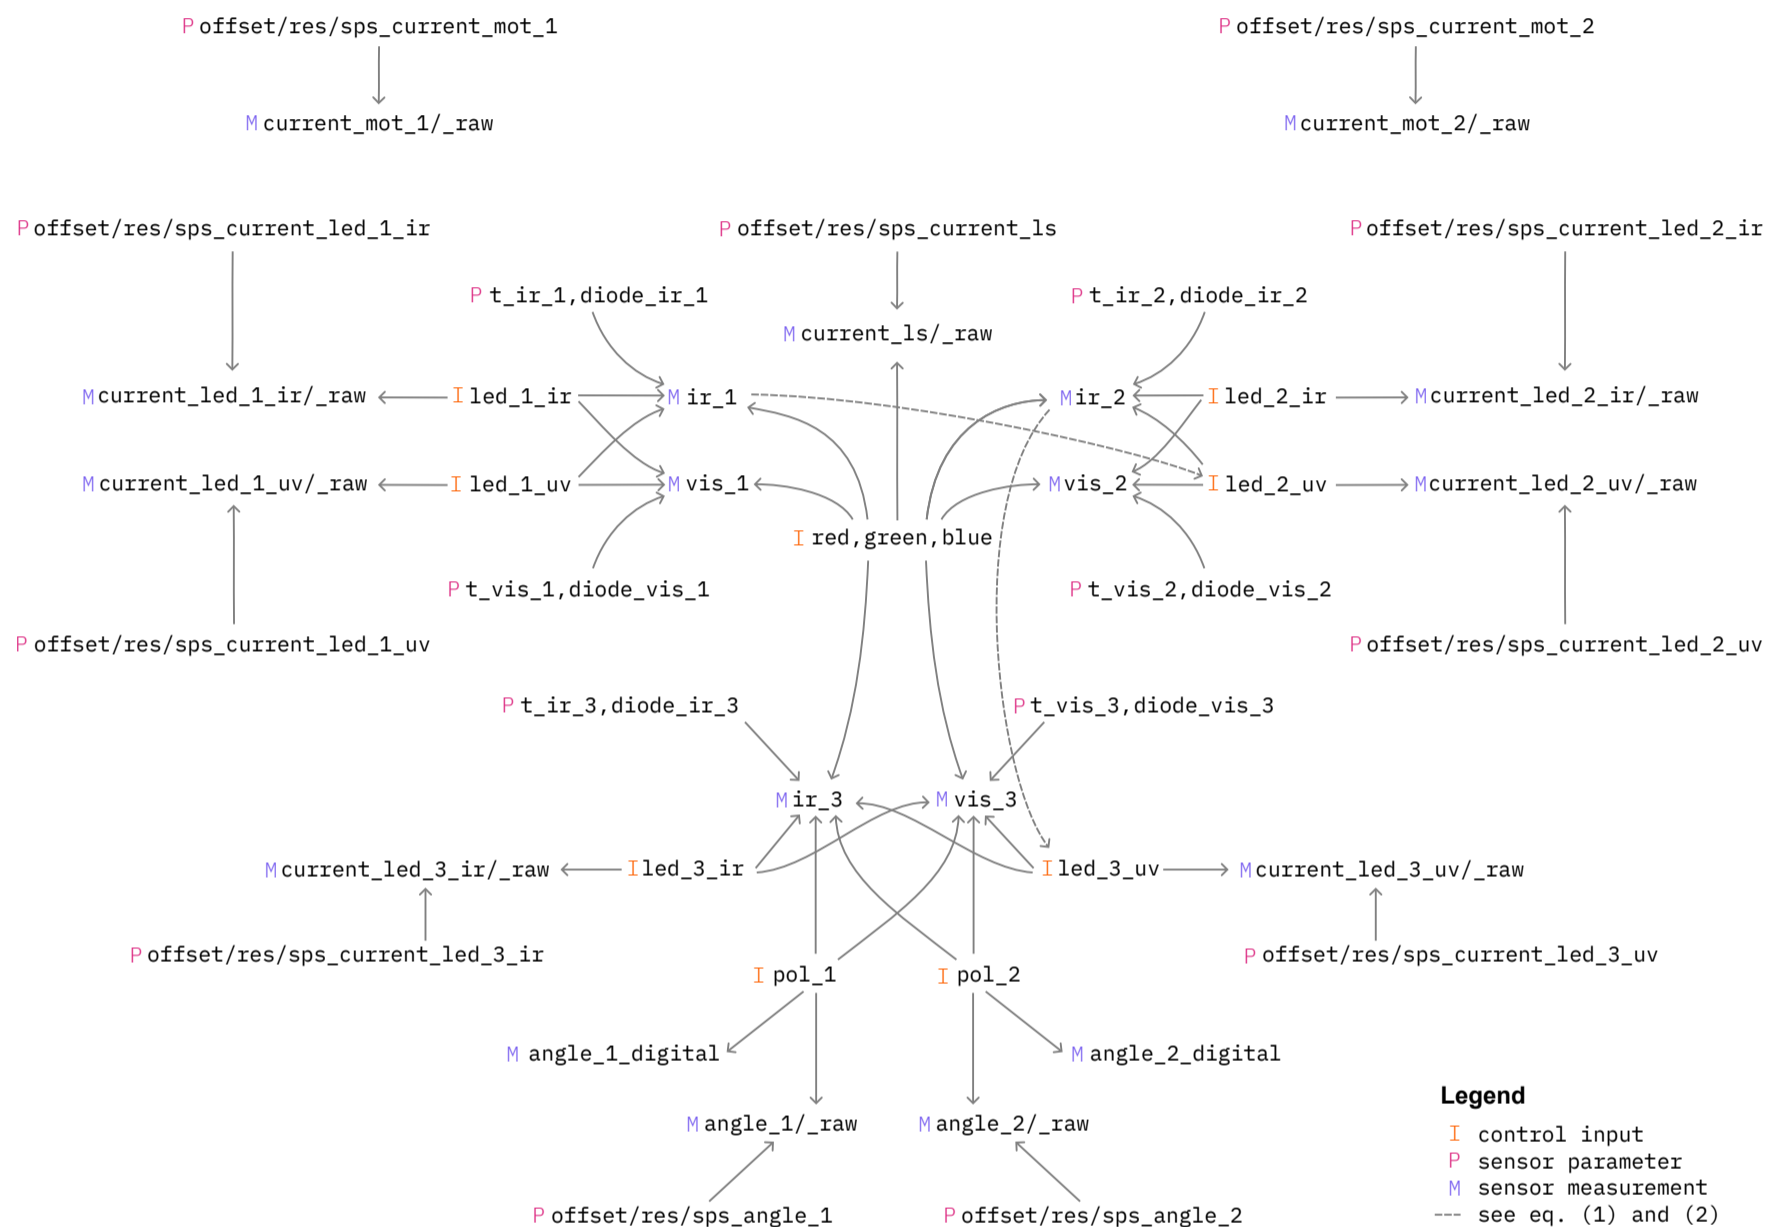 P offset/res/sps_current_mot_1
P offset/res/sps_current_mot_2
M current_mot_1/_raw
M current_mot_2/_raw
P offset/res/sps_current_led_1_ir
P offset/res/sps_current_ls
P offset/res/sps_current_led_2_ir
P t_ir_1,diode_ir_1
P t_ir_2,diode_ir_2
M current_ls/_raw
M current_led_1_ir/_raw
I led_1_ir
M ir_1
M ir_2
I led_2_ir
M current_led_2_ir/_raw
M current_led_1_uv/_raw
I led_1_uv
M vis_1
M vis_2
I led_2_uv
M current_led_2_uv/_raw
I red,green,blue
P t_vis_1,diode_vis_1
P t_vis_2,diode_vis_2
P offset/res/sps_current_led_1_uv
P offset/res/sps_current_led_2_uv
P t_ir_3,diode_ir_3
P t_vis_3,diode_vis_3
M ir_3
M vis_3
M current_led_3_ir/_raw
I led_3_ir
I led_3_uv
M current_led_3_uv/_raw
P offset/res/sps_current_led_3_ir
P offset/res/sps_current_led_3_uv
I pol_1
I pol_2
M angle_1_digital
M angle_2_digital
M angle_1/_raw
M angle_2/_raw
P offset/res/sps_angle_1
P offset/res/sps_angle_2
Legend
I control input
P sensor parameter
M sensor measurement
--- see eq. (1) and (2)